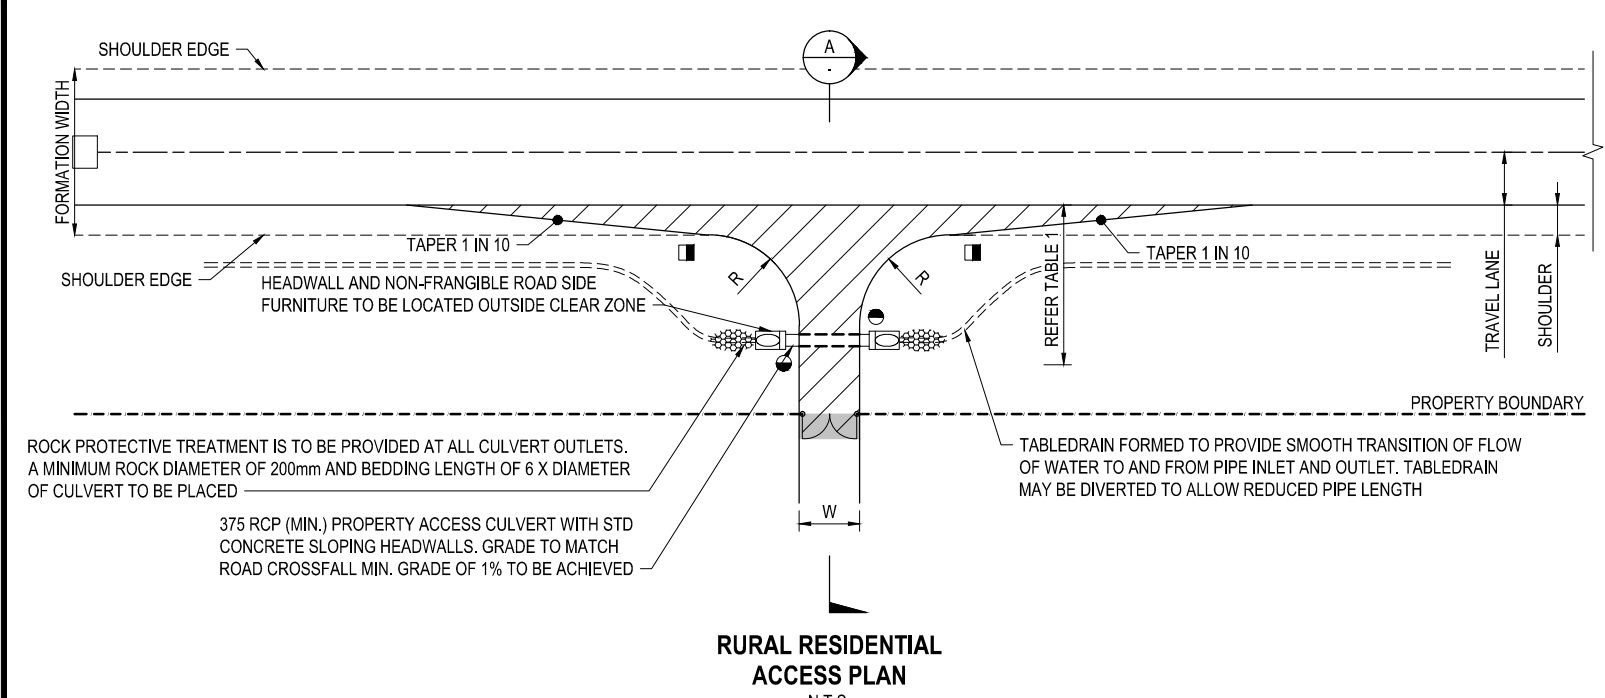 SHOULDER EDGE
A
-
FORMATION WIDTH
TAPER 1 IN 10
TAPER 1 IN 10
SHOULDER EDGE
HEADWALL AND NON-FRANGIBLE ROAD SIDE
FURNITURE TO BE LOCATED OUTSIDE CLEAR ZONE
R
R
REFER TABLE 1
TRAVEL LANE
SHOULDER
PROPERTY BOUNDARY
ROCK PROTECTIVE TREATMENT IS TO BE PROVIDED AT ALL CULVERT OUTLETS.
A MINIMUM ROCK DIAMETER OF 200mm AND BEDDING LENGTH OF 6 X DIAMETER
OF CULVERT TO BE PLACED
TABLEDRAIN FORMED TO PROVIDE SMOOTH TRANSITION OF FLOW
OF WATER TO AND FROM PIPE INLET AND OUTLET. TABLEDRAIN
MAY BE DIVERTED TO ALLOW REDUCED PIPE LENGTH
375 RCP (MIN.) PROPERTY ACCESS CULVERT WITH STD
CONCRETE SLOPING HEADWALLS. GRADE TO MATCH
ROAD CROSSFALL MIN. GRADE OF 1% TO BE ACHIEVED
W
RURAL RESIDENTIAL
ACCESS PLAN